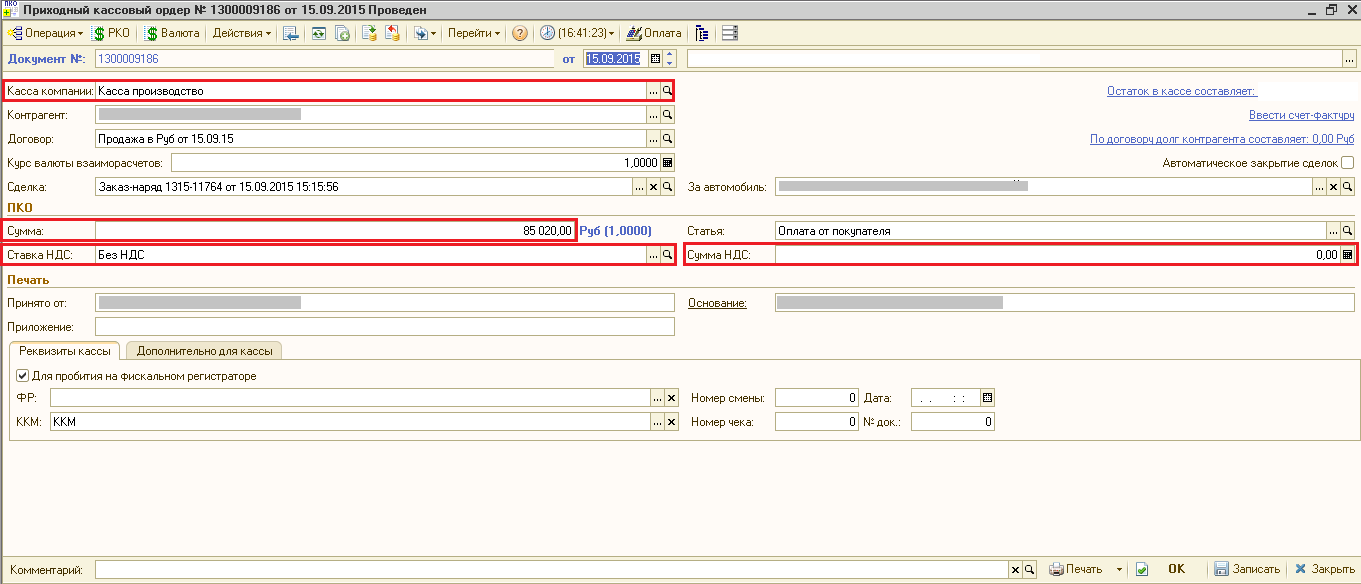 ПКО Приходный кассовый ордер № 1300009186 от 15.09.2015 Проведен
Операция РКО Валюта Действия Перейти ? (16:41:23) Оплата
Документ №: 1300009186 от 15.09.2015
Касса компании: Касса производство Остаток в кассе составляет:
Контрагент: Ввести счет-фактуру
Договор: Продажа в Руб от 15.09.15 По договору долг контрагента составляет: 0,00 Руб
Курс валюты взаиморасчетов: 1,0000 Автоматическое закрытие сделок
Сделка: Заказ-наряд 1315-11764 от 15.09.2015 15:15:56 За автомобиль:
ПКО
Сумма: 85 020,00 Руб (1,0000) Статья: Оплата от покупателя
Ставка НДС: Без НДС Сумма НДС: 0,00
Печать
Принято от: Основание:
Приложение:
Реквизиты кассы Дополнительно для кассы
Для пробития на фискальном регистраторе
ФР: Номер смены: 0 Дата: . . : :
ККМ: ККМ Номер чека: 0 № док.: 0
Комментарий: Печать OK Записать Закрыть